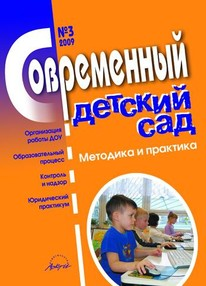 №3
2009
Современный
детский
сад
Методика и практика
Организация
работы ДОУ
Образовательный
процесс
Контроль
и надзор
Юридический
практикум